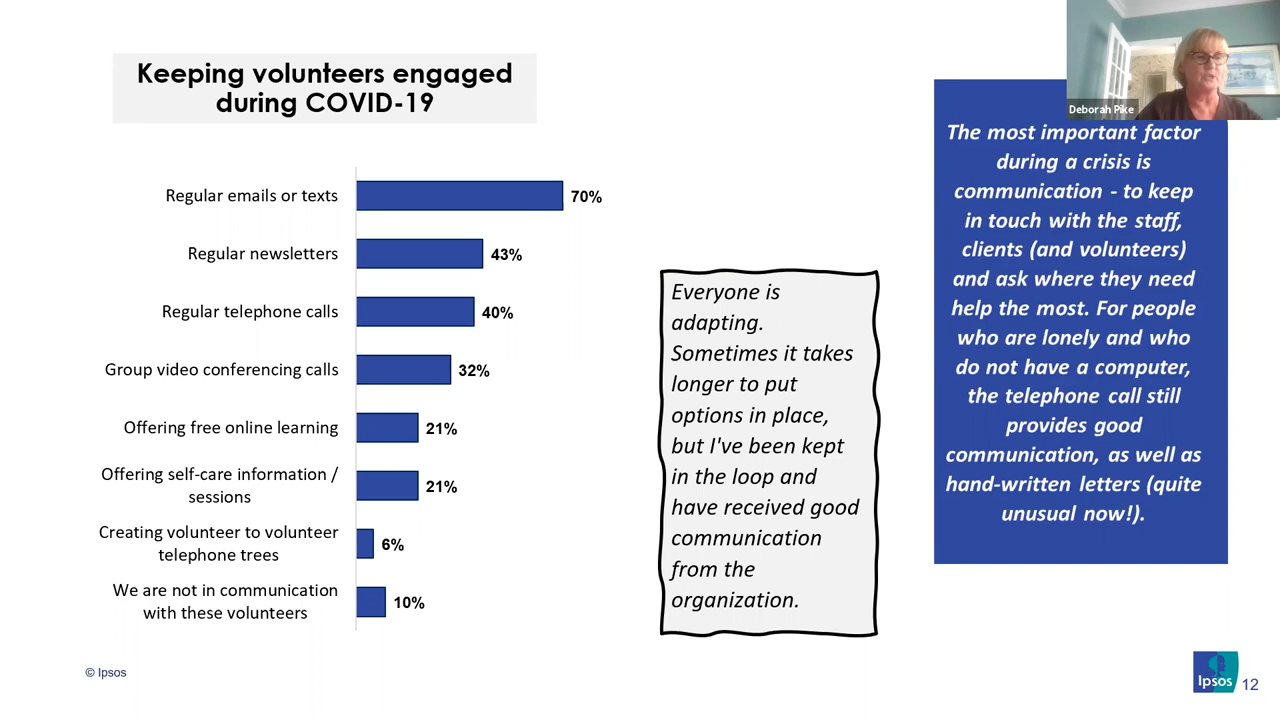 Keeping volunteers engaged
during COVID-19
Regular emails or texts
70%
Regular newsletters
43%
Regular telephone calls
40%
Group video conferencing calls
32%
Offering free online learning
21%
Offering self-care information /
sessions
21%
Creating volunteer to volunteer
telephone trees
6%
We are not in communication
with these volunteers
10%
Everyone is
adapting.
Sometimes it takes
longer to put
options in place,
but I've been kept
in the loop and
have received good
communication
from the
organization.
Deborah Pike
The most important factor
during a crisis is
communication - to keep
in touch with the staff,
clients (and volunteers)
and ask where they need
help the most. For people
who are lonely and who
do not have a computer,
the telephone call still
provides good
communication, as well as
hand-written letters (quite
unusual now!).
© Ipsos
Ipsos
12